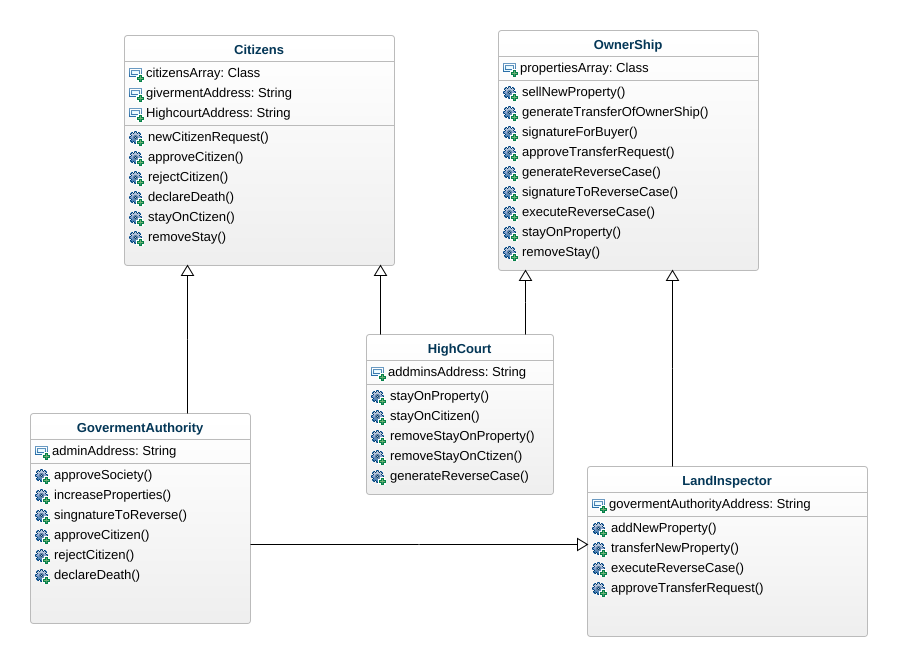 Citizens
citizensArray: Class
givermentAddress: String
HighcourtAddress: String
newCitizenRequest()
approveCitizen()
rejectCitizen()
declareDeath()
stayOnCtizen()
removeStay()
OwnerShip
propertiesArray: Class
sellNewProperty()
generateTransferOfOwnerShip()
signatureForBuyer()
approveTransferRequest()
generateReverseCase()
signatureToReverseCase()
executeReverseCase()
stayOnProperty()
removeStay()
HighCourt
addminsAddress: String
stayOnProperty()
stayOnCitizen()
removeStayOnProperty()
removeStayOnCtizen()
generateReverseCase()
GovermentAuthority
adminAddress: String
approveSociety()
increaseProperties()
singnatureToReverse()
approveCitizen()
rejectCitizen()
declareDeath()
LandInspector
govermentAuthorityAddress: String
addNewProperty()
transferNewProperty()
executeReverseCase()
approveTransferRequest()